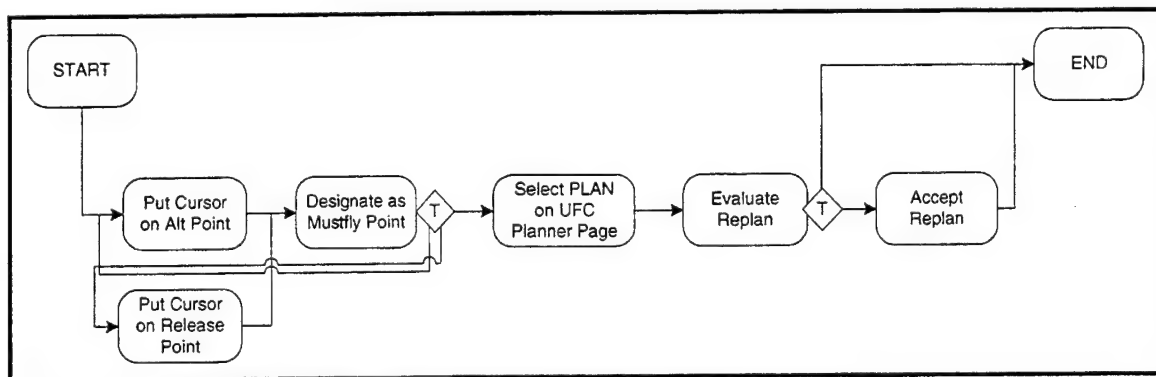 START
END
Put Cursor
on Alt Point
Designate as
Mustfly Point
T
Select PLAN
on UFC
Planner Page
Evaluate
Replan
T
Accept
Replan
Put Cursor
on Release
Point